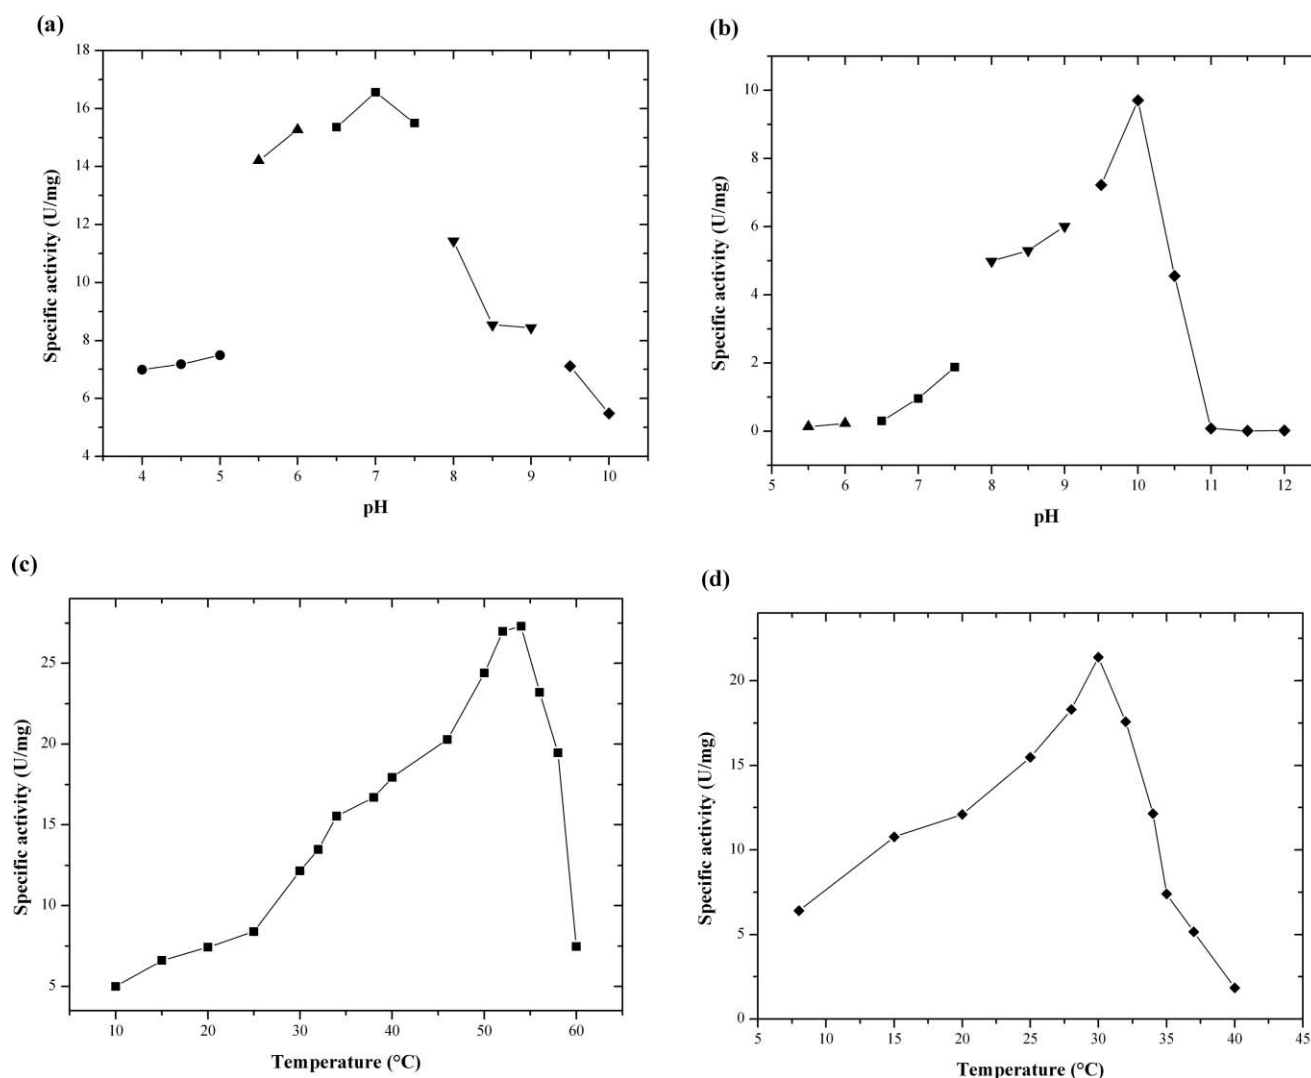 (a)
18
16
14
12
10
8
6
4
Specific activity (U/mg)
4 5 6 7 8 9 10
pH
(b)
10
8
6
4
2
0
Specific activity (U/mg)
5 6 7 8 9 10 11 12
pH
(c)
25
20
15
10
5
Specific activity (U/mg)
10 20 30 40 50 60
Temperature (°C)
(d)
20
15
10
5
0
Specific activity (U/mg)
5 10 15 20 25 30 35 40 45
Temperature (°C)